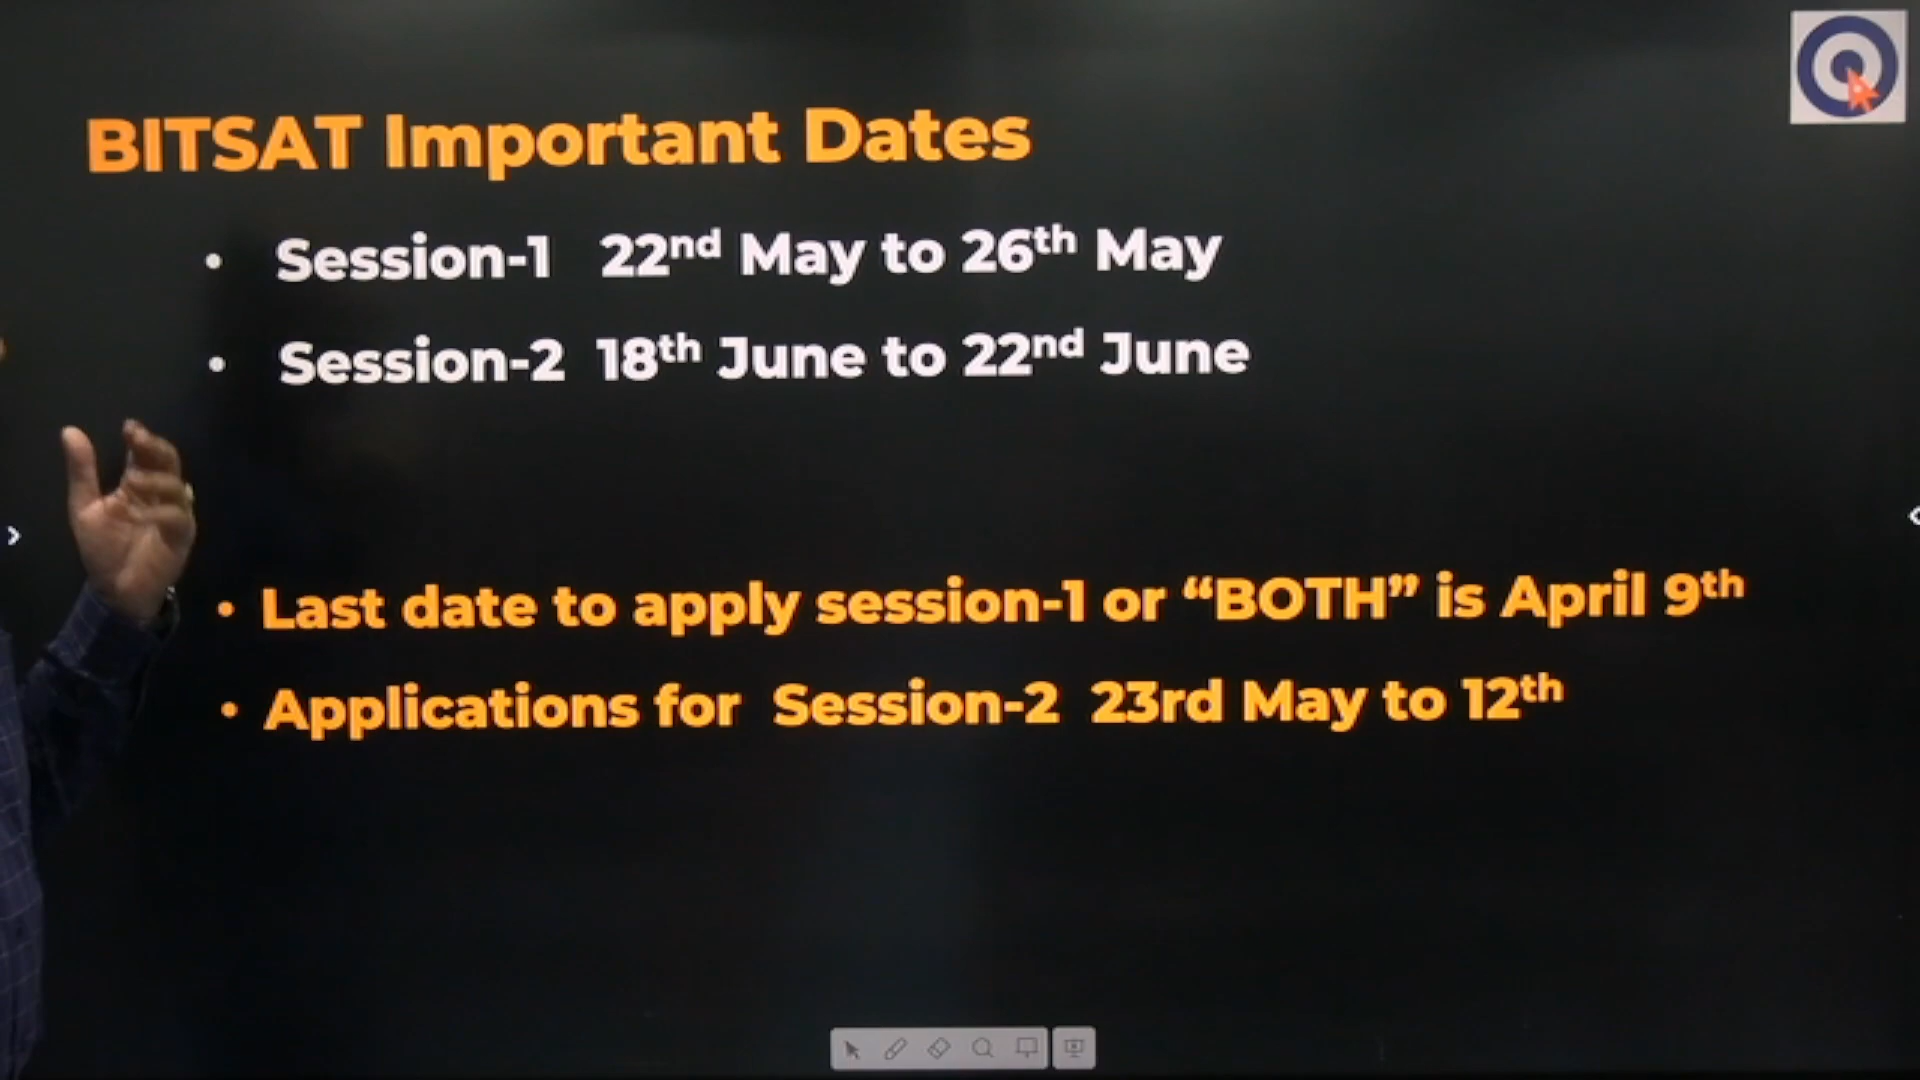 BITSAT Important Dates
• Session-1 22nd May to 26th May
• Session-2 18th June to 22nd June
• Last date to apply session-1 or “BOTH” is April 9th
• Applications for Session-2 23rd May to 12th